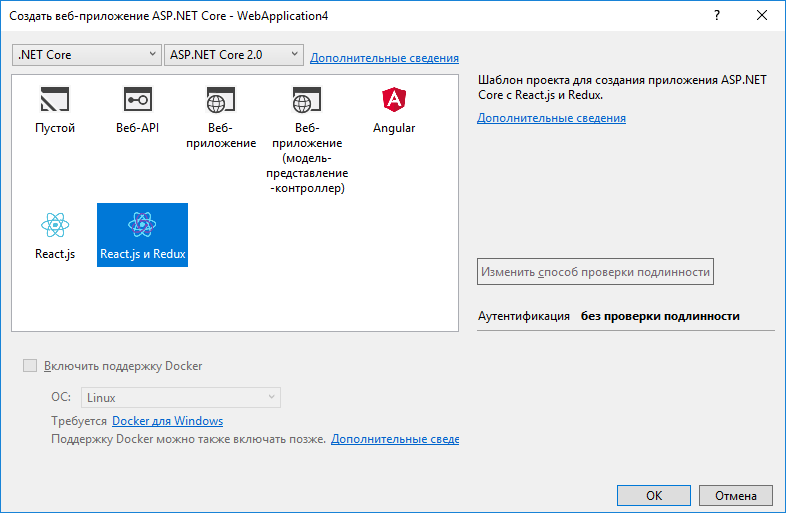 Создать веб-приложение ASP.NET Core - WebApplication4
.NET Core
ASP.NET Core 2.0
Дополнительные сведения
Пустой
Веб-API
Веб-
приложение
Веб-
приложение
(модель-
представление
-контроллер)
Angular
React.js
React.js и Redux
Шаблон проекта для создания приложения ASP.NET
Core с React.js и Redux.
Дополнительные сведения
Изменить способ проверки подлинности
Аутентификация без проверки подлинности
Включить поддержку Docker
ОС: Linux
Требуется Docker для Windows
Поддержку Docker можно также включать позже. Дополнительные сведе
ОК
Отмена